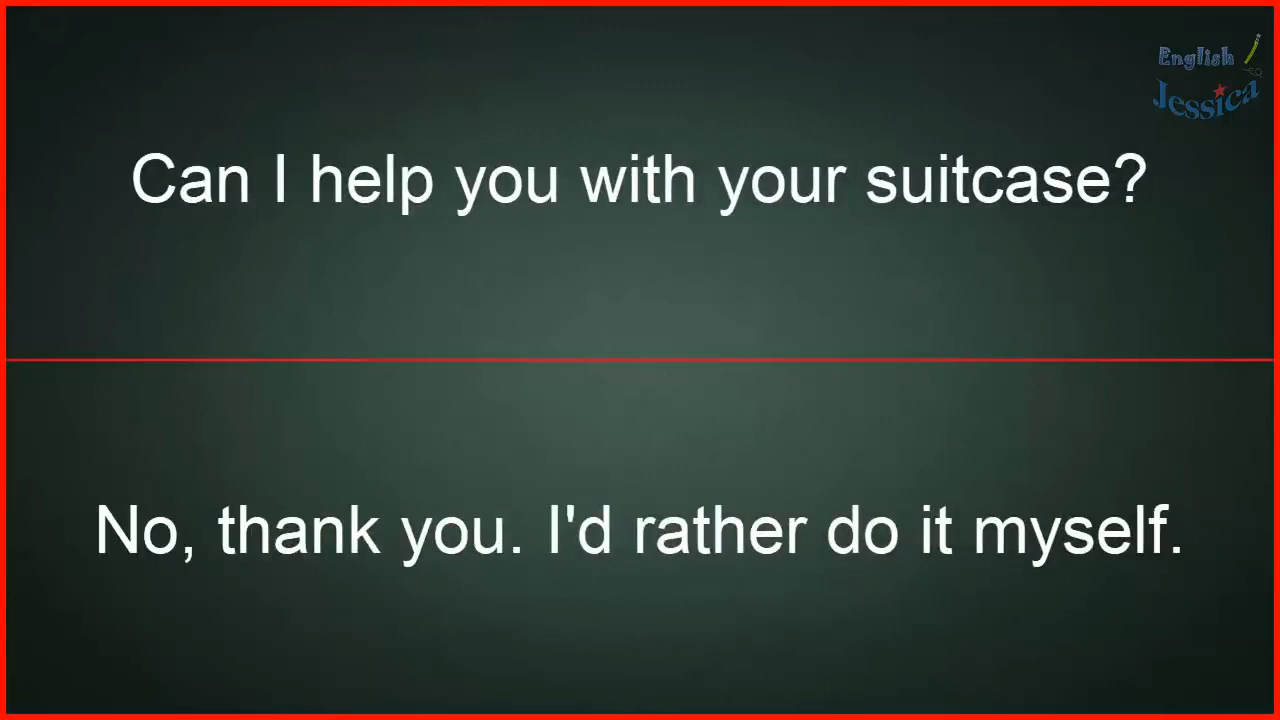 English
Jessica
Can I help you with your suitcase?
No, thank you. I'd rather do it myself.